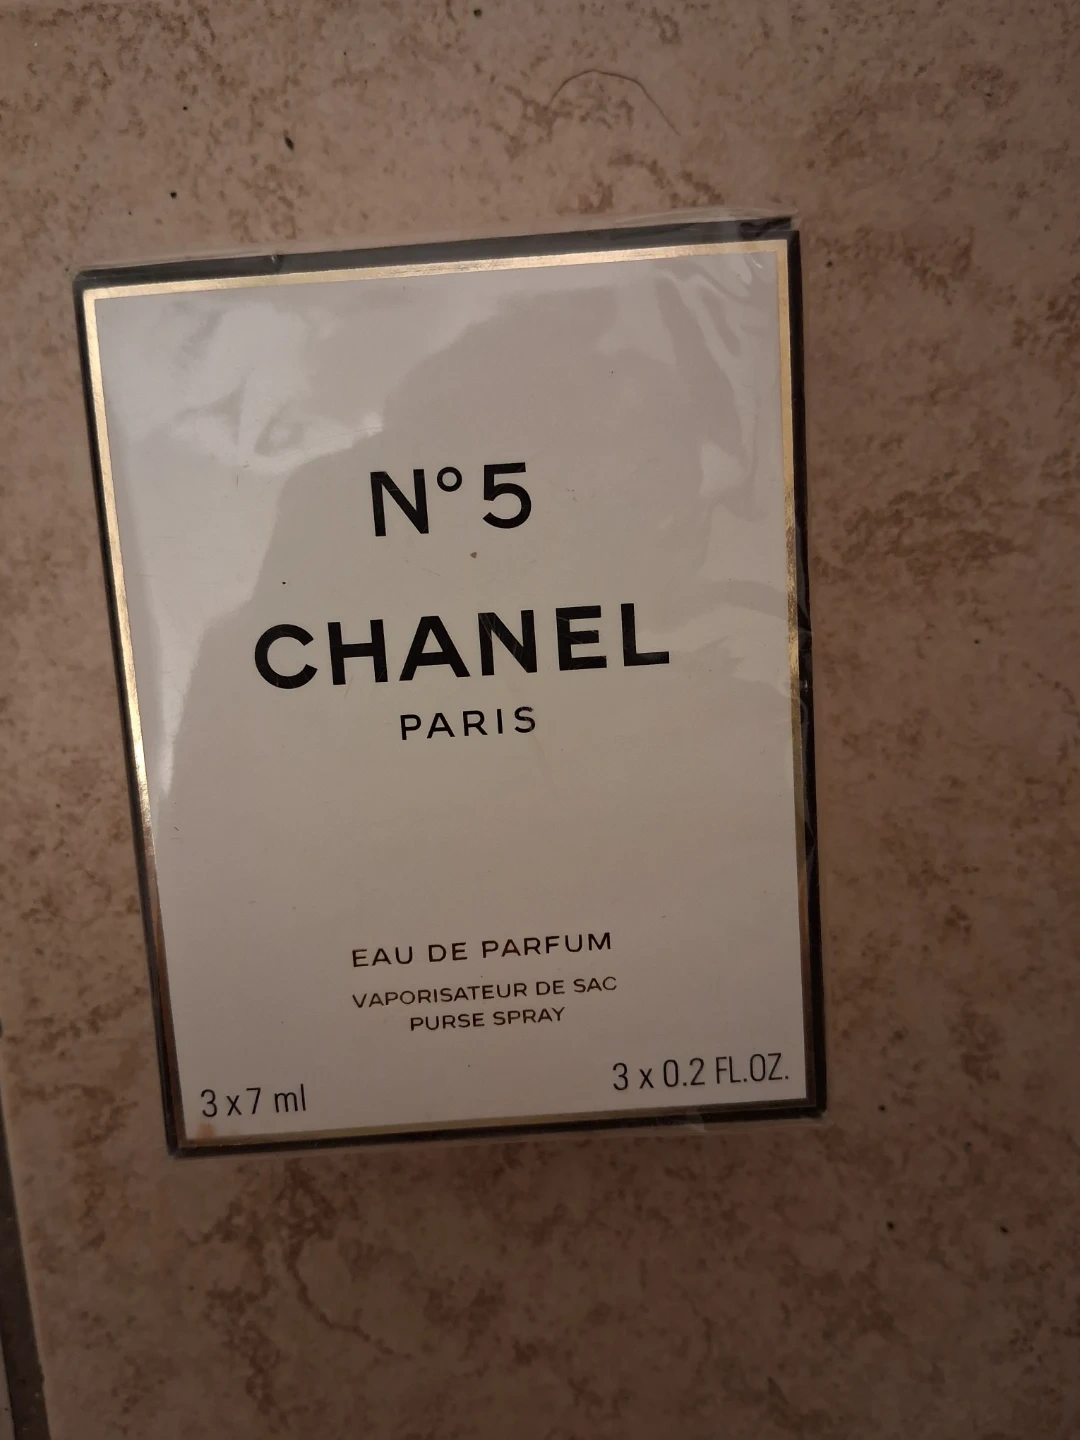 N°5
CHANEL
PARIS
EAU DE PARFUM
VAPORISATEUR DE SAC
PURSE SPRAY
3 x 7 ml
3 x 0.2 FL.OZ.